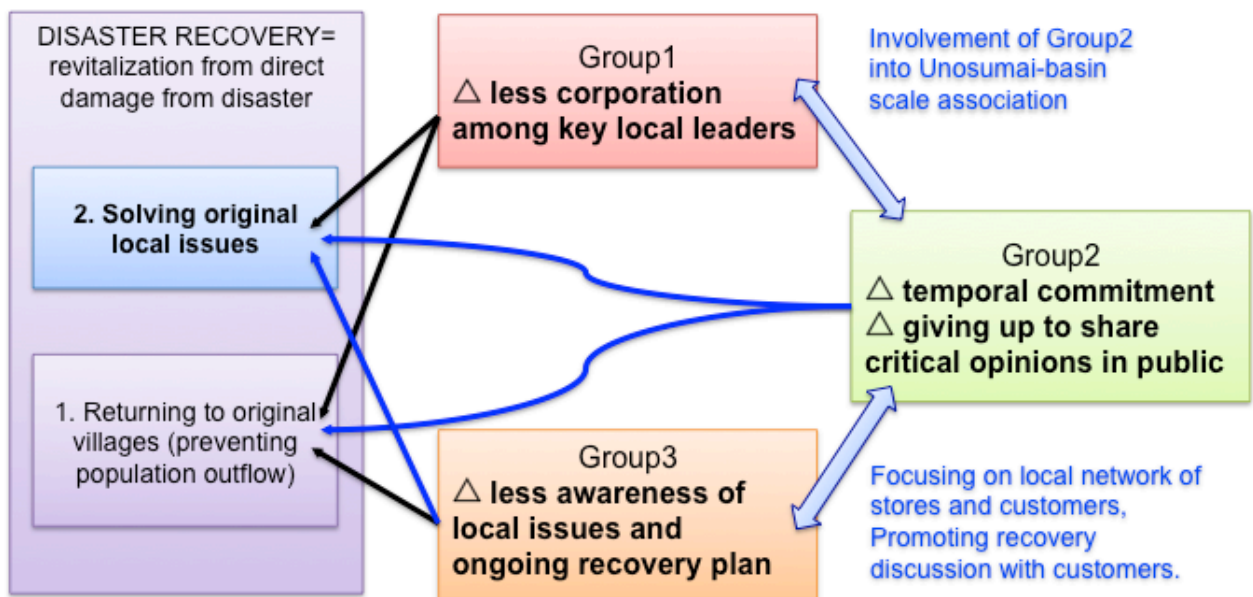 DISASTER RECOVERY=
revitalization from direct
damage from disaster
2. Solving original
local issues
1. Returning to original
villages (preventing
population outflow)
Group1
△ less corporation
among key local leaders
Involvement of Group2
into Unosumai-basin
scale association
Group2
△ temporal commitment
△ giving up to share
critical opinions in public
Group3
△ less awareness of
local issues and
ongoing recovery plan
Focusing on local network of
stores and customers,
Promoting recovery
discussion with customers.